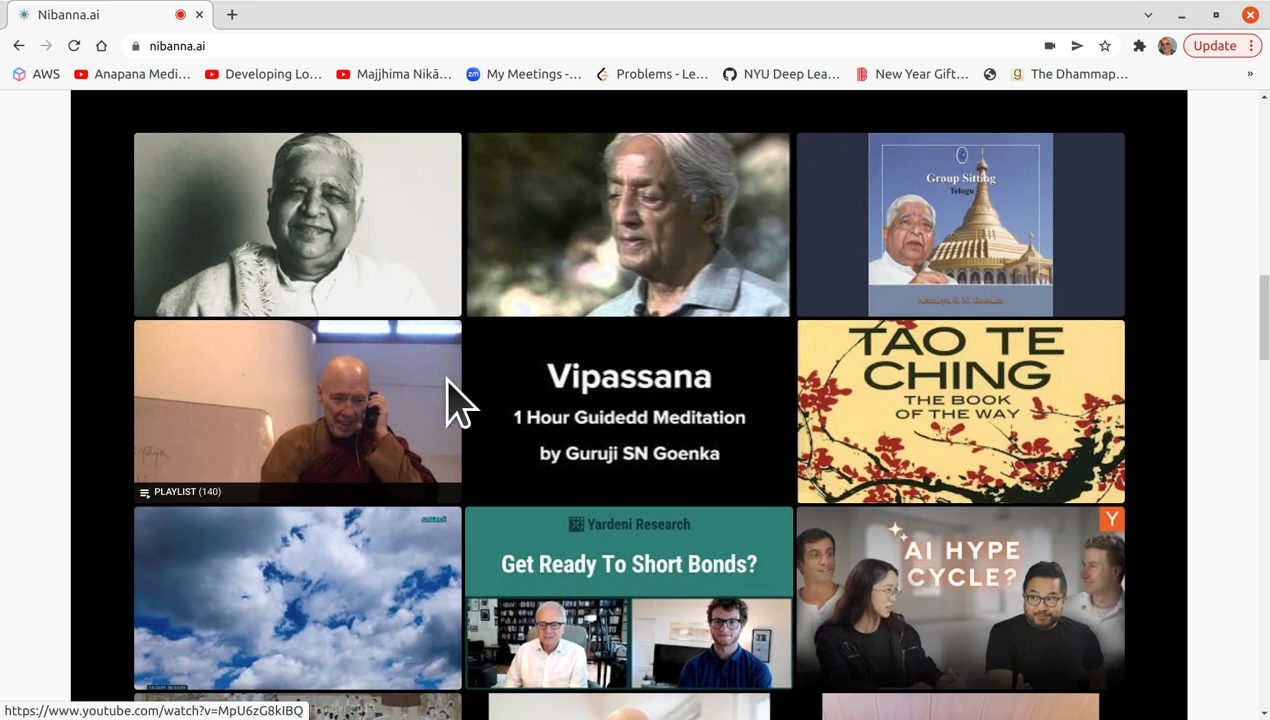 Nibanna.ai
nibanna.ai
Update
AWS
Anapana Medi...
Developing Lo...
Majjhima Nikā...
zm
My Meetings -...
Problems - Le...
NYU Deep Lea...
New Year Gift...
g
The Dhammap...
»
Group Sitting
Telugu
TAO TE
CHING
THE BOOK
OF THE WAY
Vipassana
1 Hour Guidedd Meditation
by Guruji SN Goenka
PLAYLIST (140)
Yardeni Research
Get Ready To Short Bonds?
Y
AI HYPE
CYCLE?
https://www.youtube.com/watch?v=MpU6zG8kIBQ